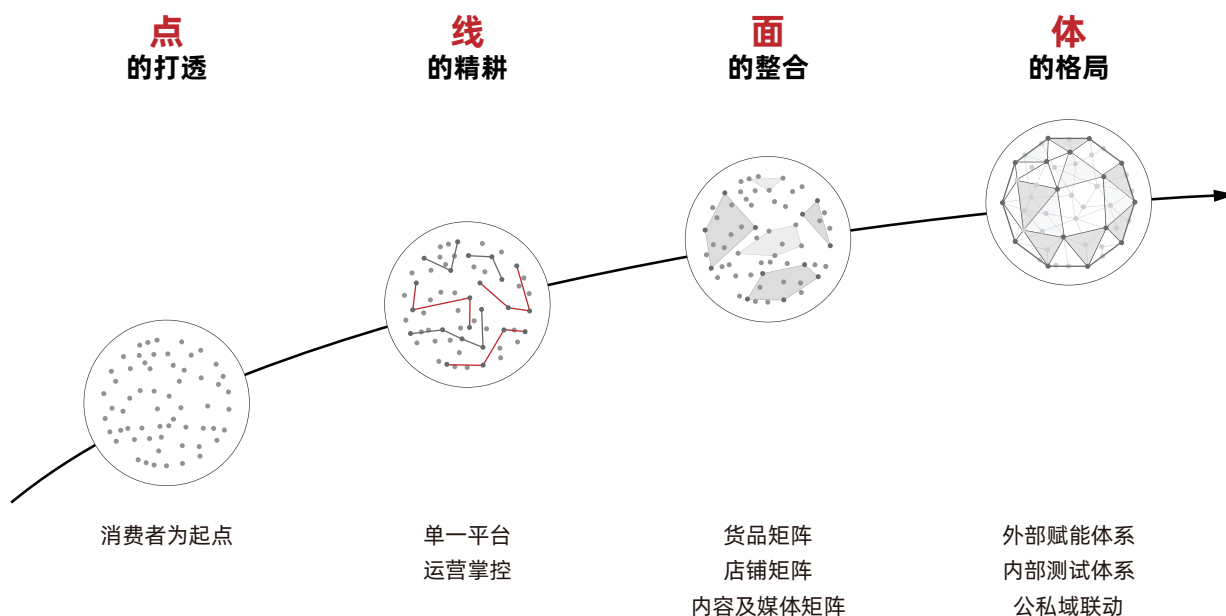 点
的打透
线
的精耕
面
的整合
体
的格局
消费者为起点
单一平台
运营掌控
货品矩阵
店铺矩阵
内容及媒体矩阵
外部赋能体系
内部测试体系
公私域联动